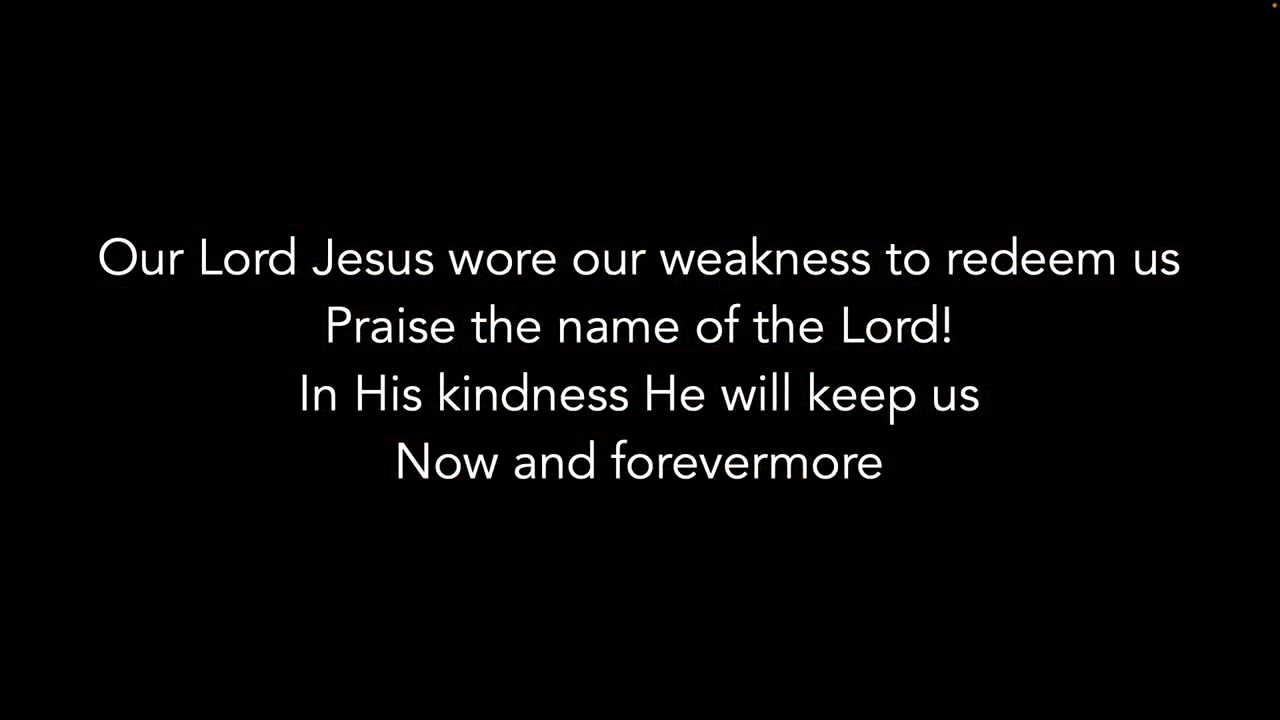 Our Lord Jesus wore our weakness to redeem us
Praise the name of the Lord!
In His kindness He will keep us
Now and forevermore